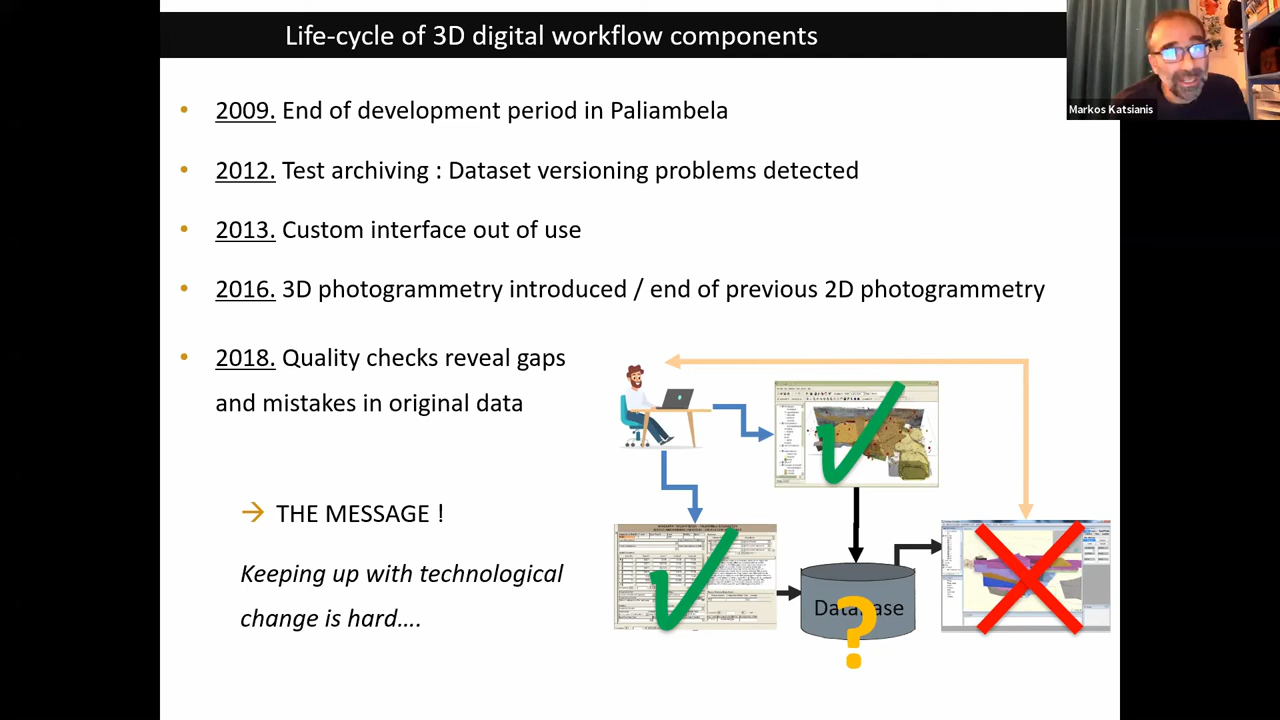 Life-cycle of 3D digital workflow components
Markos Katsianis
• 2009. End of development period in Paliambela
• 2012. Test archiving : Dataset versioning problems detected
• 2013. Custom interface out of use
• 2016. 3D photogrammetry introduced / end of previous 2D photogrammetry
• 2018. Quality checks reveal gaps
and mistakes in original data
→ THE MESSAGE !
Keeping up with technological
change is hard....
Database
?